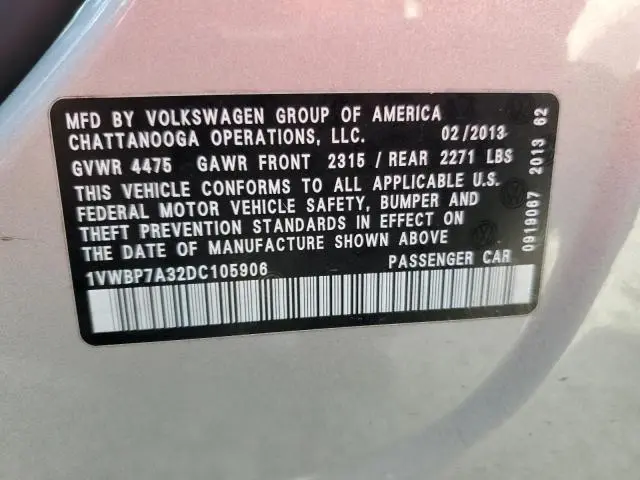 MFD BY VOLKSWAGEN GROUP OF AMERICA
CHATTANOOGA OPERATIONS, LLC. 02/2013
GVWR 4475 GAWR FRONT 2315 / REAR 2271 LBS
THIS VEHICLE CONFORMS TO ALL APPLICABLE U.S.
FEDERAL MOTOR VEHICLE SAFETY, BUMPER AND
THEFT PREVENTION STANDARDS IN EFFECT ON
THE DATE OF MANUFACTURE SHOWN ABOVE
1VWBP7A32DC105906 PASSENGER CAR
0919067 2013 62